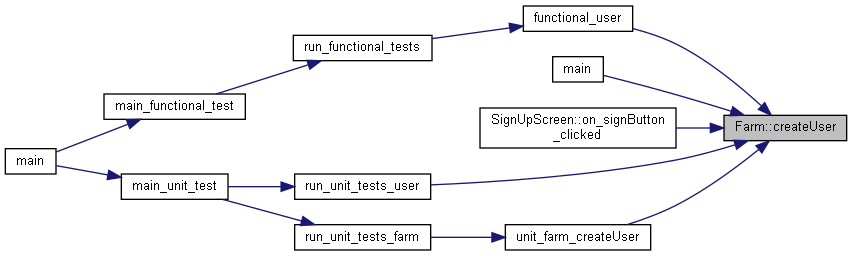 functional_user
run_functional_tests
main
main_functional_test
SignUpScreen::on_signButton
_clicked
Farm::createUser
main
main_unit_test
run_unit_tests_user
run_unit_tests_farm
unit_farm_createUser